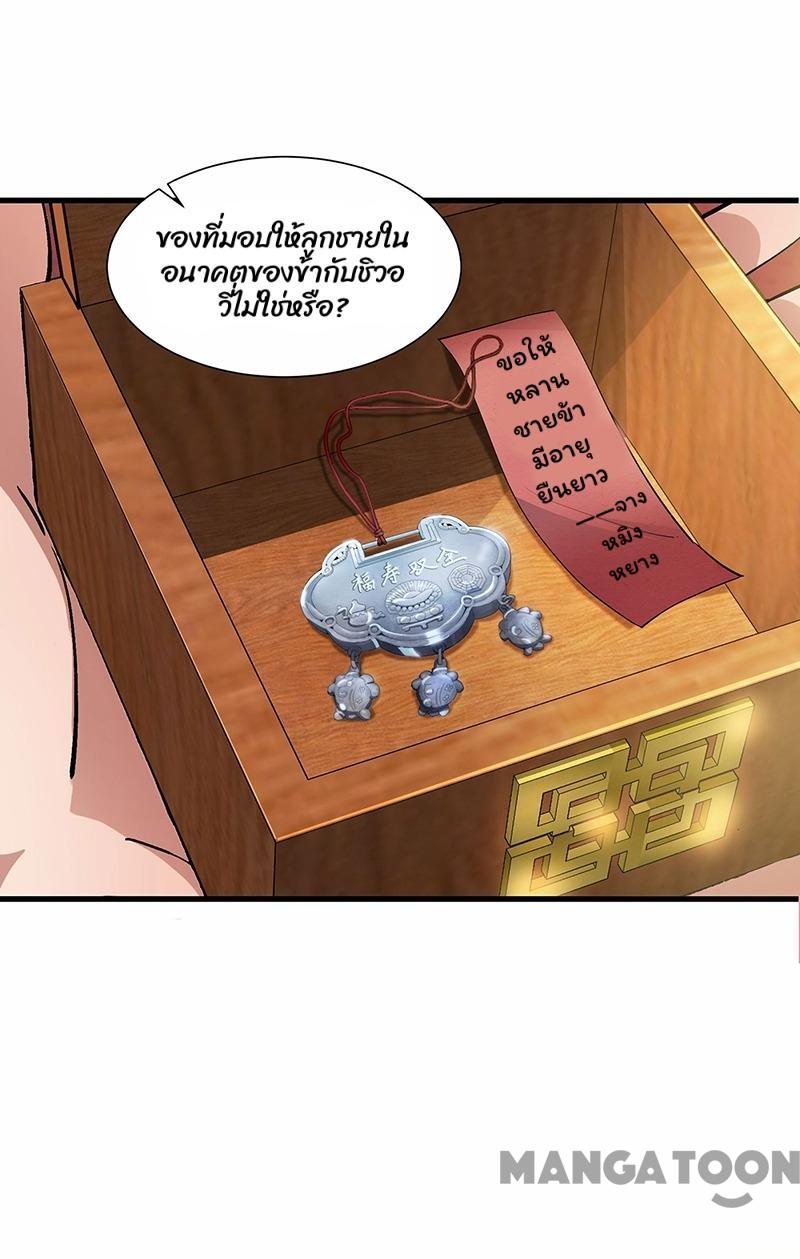 ของที่มอบให้ลูกชายใน
อนาคตของข้ากับชิวอ
วี่ไม่ใช่หรือ?
ขอให้
หลาน
ชายข้า
มีอายุ
ยืนยาว
——จาง
หมิง
หยาง
福寿双全
MANGATOON